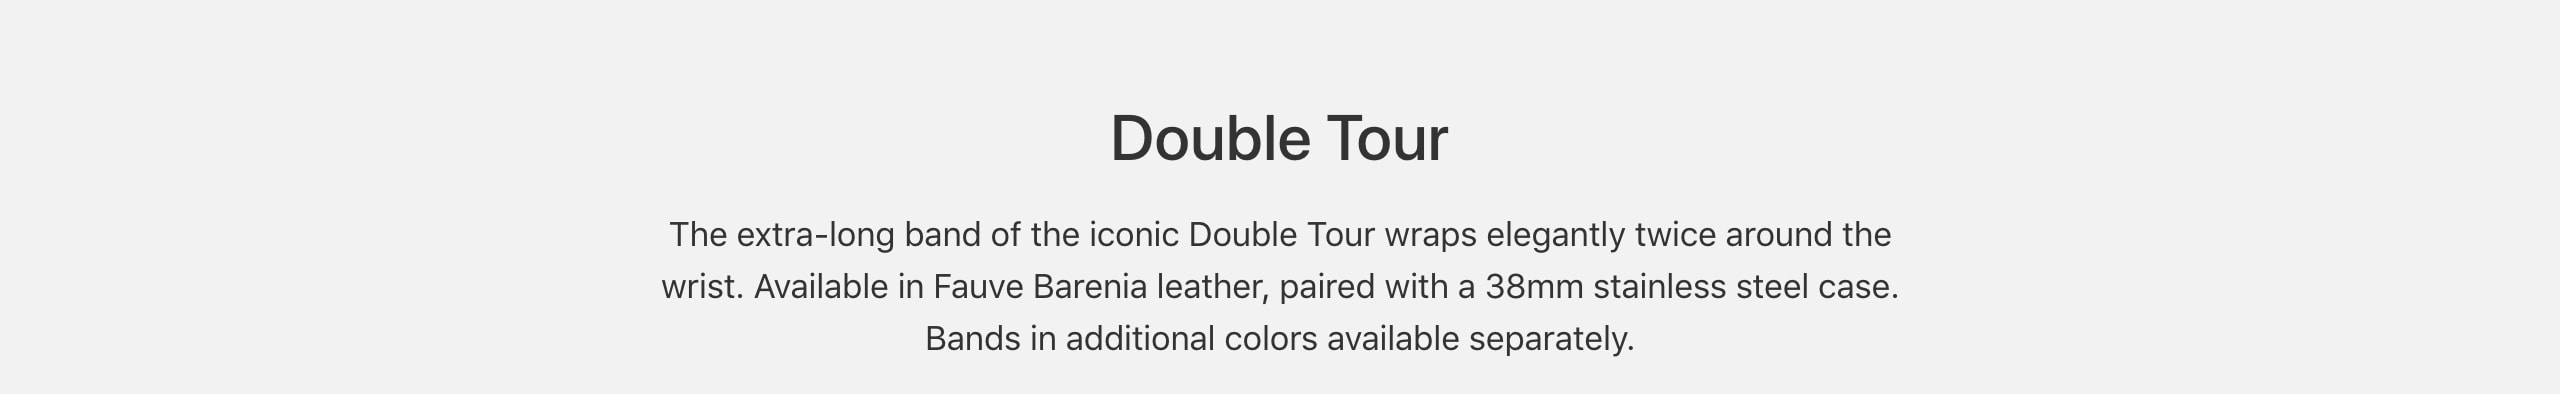 Double Tour
The extra-long band of the iconic Double Tour wraps elegantly twice around the
wrist. Available in Fauve Barenia leather, paired with a 38mm stainless steel case.
Bands in additional colors available separately.